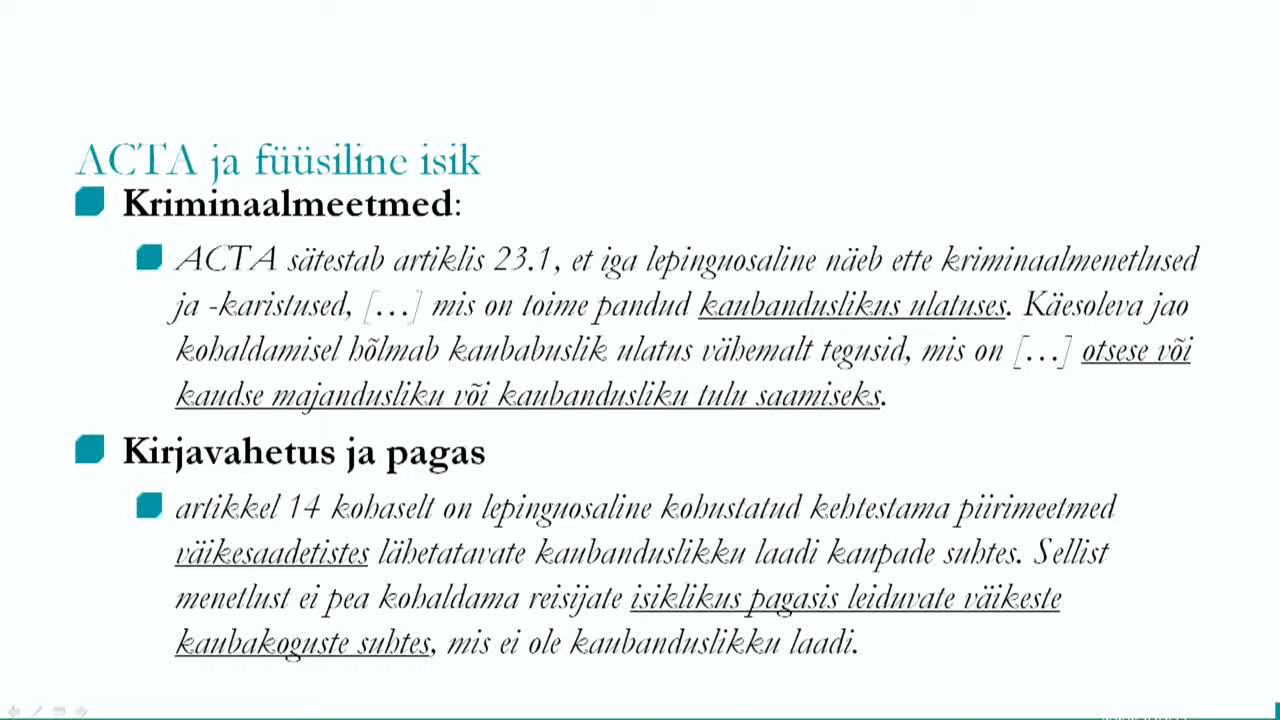 ACTA ja füüsiline isik
Kriminaalmeetmed:
ACTA sätestab artiklis 23.1, et iga lepinguosaline näeb ette kriminaalmenetlused
ja -karistused, […] mis on toime pandud kaubanduslikus ulatuses. Käesoleva jao
kohaldamisel hõlmab kaubabuslik ulatus vähemalt tegusid, mis on […] otsese või
kaudse majandusliku või kaubandusliku tulu saamiseks.
Kirjavahetus ja pagas
artikkel 14 kohaselt on lepinguosaline kohustatud kehtestama piirimeetmed
väikesaadetistes lähetatavate kaubanduslikku laadi kaupade suhtes. Sellist
menetlust ei pea kohaldama reisijate isiklikus pagasis leiduvate väikeste
kaubakoguste suhtes, mis ei ole kaubanduslikku laadi.